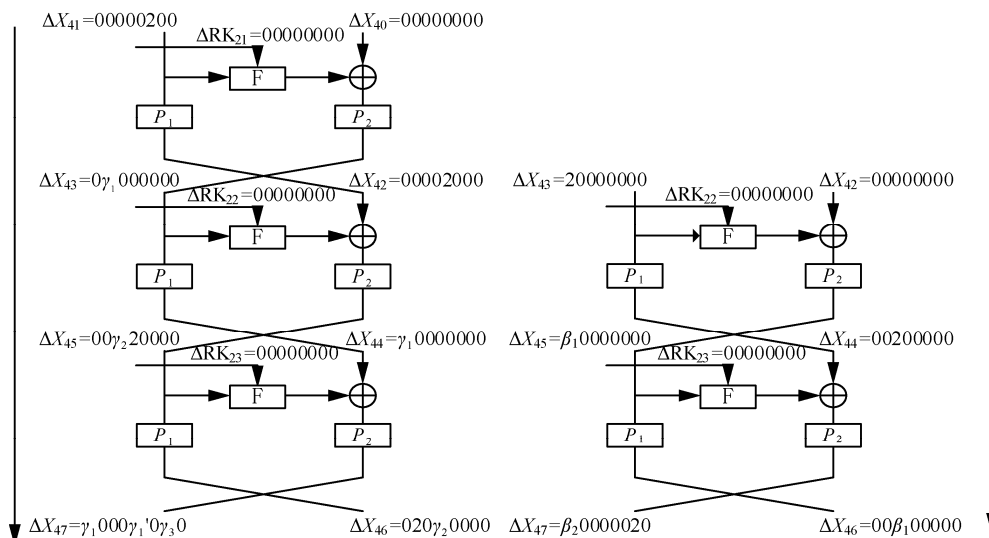 ΔX₄₁=00000200 ΔX₄₀=00000000
ΔRK₂₁=00000000
F
P₁ P₂
ΔX₄₃=0γ₁000000 ΔX₄₂=00002000 ΔX₄₃=20000000 ΔX₄₂=00000000
ΔRK₂₂=00000000 ΔRK₂₂=00000000
F F
P₁ P₂ P₁ P₂
ΔX₄₅=00γ₂20000 ΔX₄₄=γ₁0000000 ΔX₄₅=β₁0000000 ΔX₄₄=00200000
ΔRK₂₃=00000000 ΔRK₂₃=00000000
F F
P₁ P₂ P₁ P₂
ΔX₄₇=γ₁000γ₁'0γ₃0 ΔX₄₆=020γ₂0000 ΔX₄₇=β₂0000020 ΔX₄₆=00β₁00000